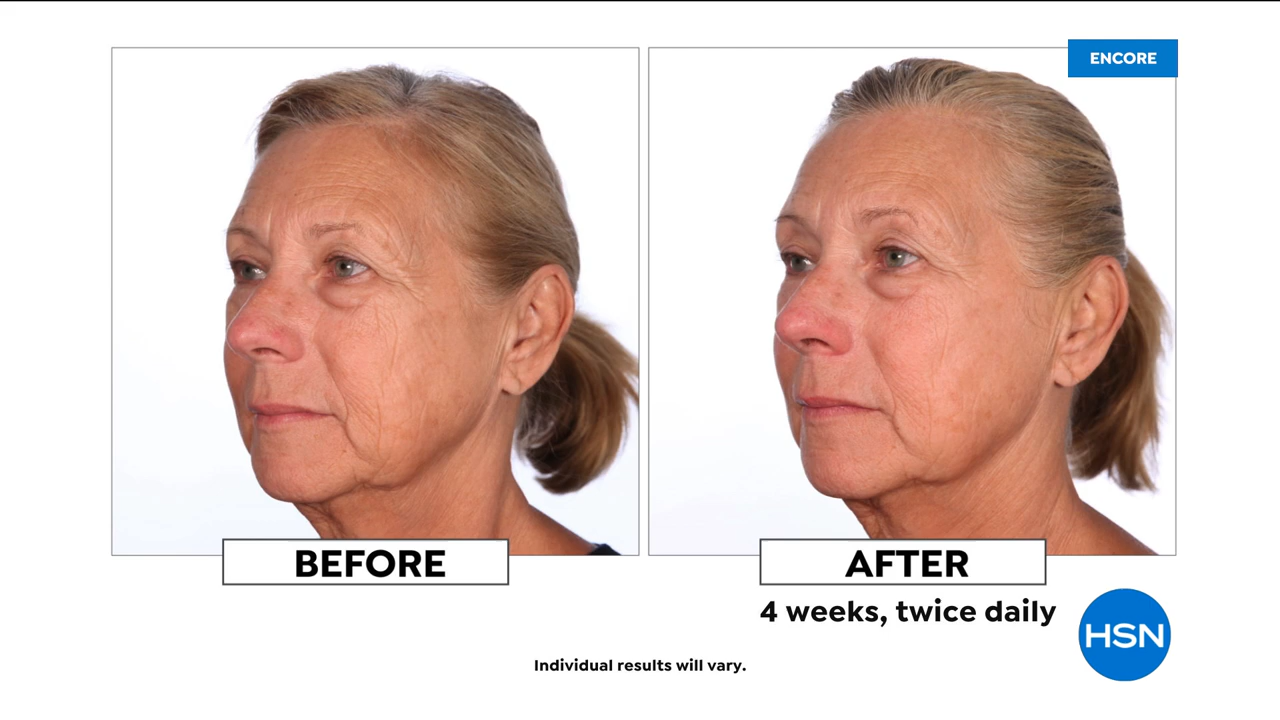 ENCORE
BEFORE
AFTER
4 weeks, twice daily
HSN
Individual results will vary.